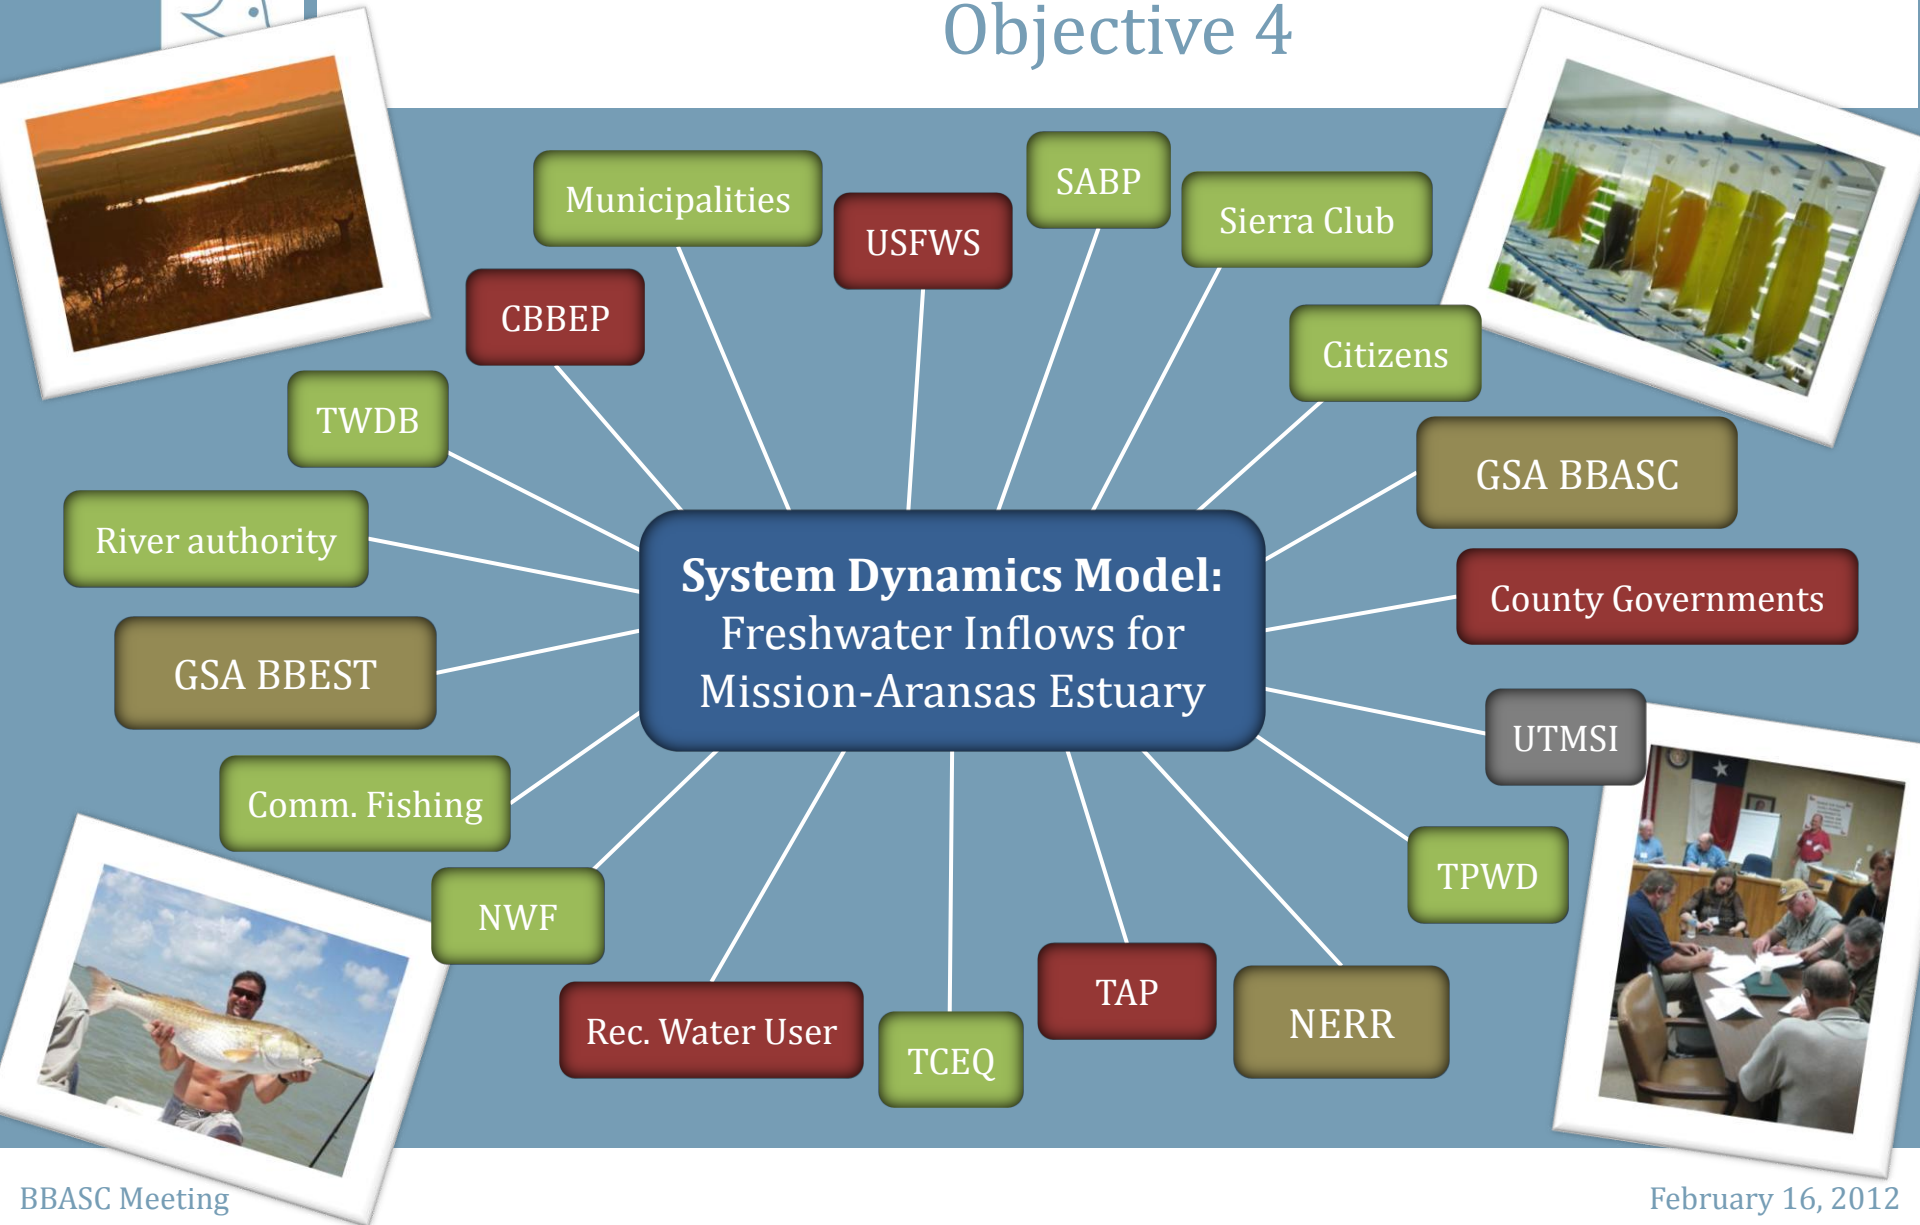 Objective 4
Municipalities
USFWS
SABP
Sierra Club
CBBEP
Citizens
TWDB
GSA BBASC
River authority
County Governments
System Dynamics Model:
Freshwater Inflows for
Mission-Aransas Estuary
GSA BBEST
UTMSI
Comm. Fishing
TPWD
NWF
Rec. Water User
TCEQ
TAP
NERR
BBASC Meeting
February 16, 2012